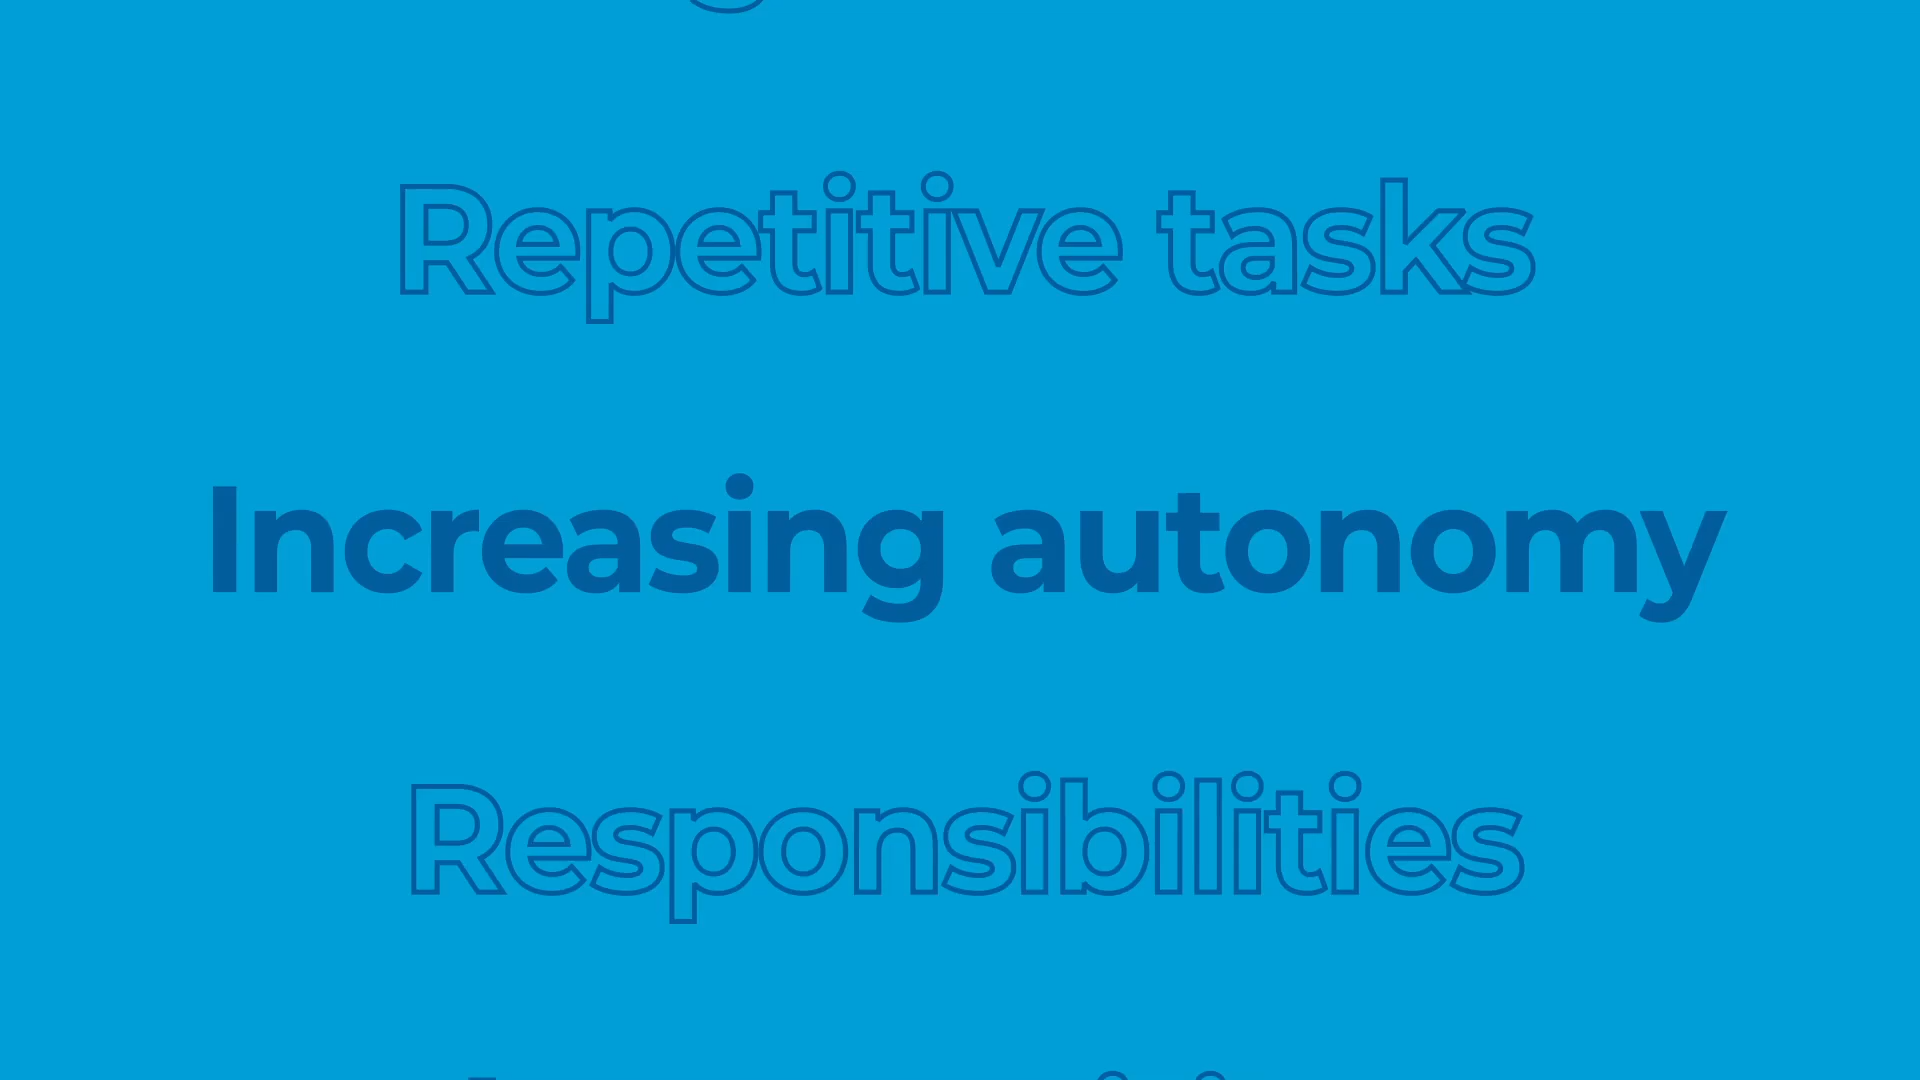 Repetitive tasks
Increasing autonomy
Responsibilities